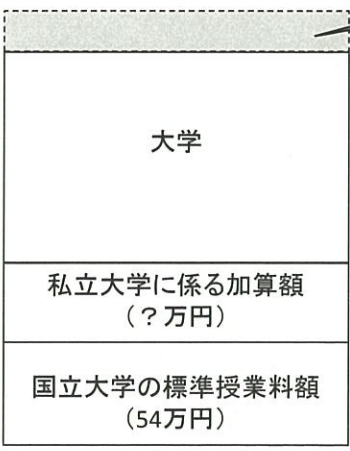 大学
私立大学に係る加算額
（？万円）
国立大学の標準授業料額
（54万円）